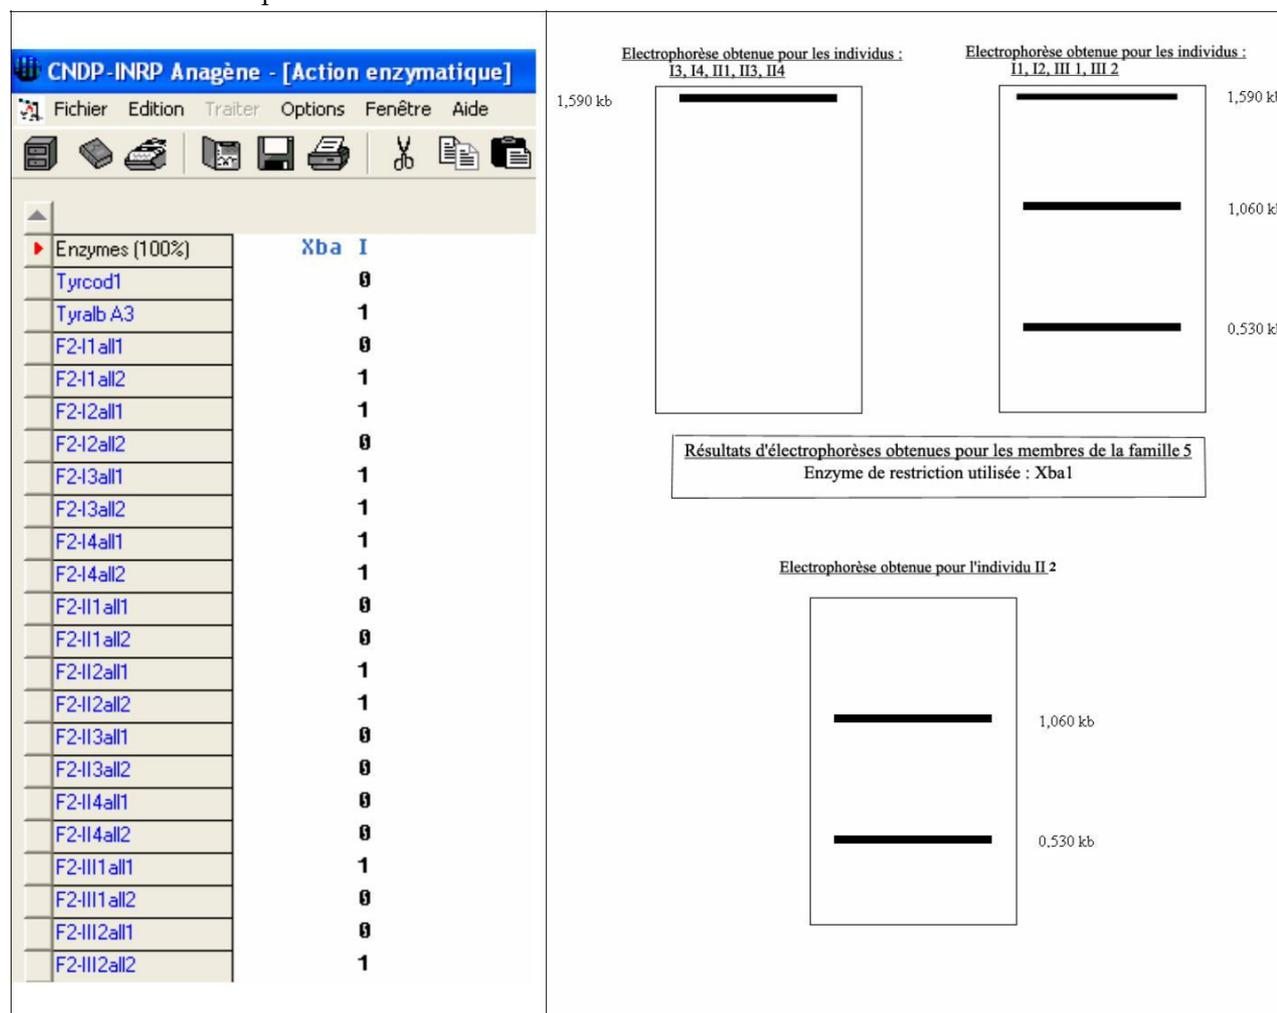 CNDP-INRP Anagène - [Action enzymatique]
Fichier Edition Traiter Options Fenêtre Aide
Enzymes (100%) Xba I
Tyrcod1 0
Tyralb A3 1
F2-I1all1 0
F2-I1all2 1
F2-I2all1 1
F2-I2all2 0
F2-I3all1 1
F2-I3all2 1
F2-I4all1 1
F2-I4all2 1
F2-II1all1 0
F2-II1all2 0
F2-II2all1 1
F2-II2all2 1
F2-II3all1 0
F2-II3all2 0
F2-II4all1 0
F2-II4all2 0
F2-III1all1 1
F2-III1all2 0
F2-III2all1 0
F2-III2all2 1
Electrophorèse obtenue pour les individus :
I3, I4, II1, II3, II4
1,590 kb
Electrophorèse obtenue pour les individus :
I1, I2, III 1, III 2
1,590 kb
1,060 k
0,530 k
Résultats d'électrophorèses obtenues pour les membres de la famille 5
Enzyme de restriction utilisée : Xba1
Electrophorèse obtenue pour l'individu II 2
1,060 kb
0,530 kb